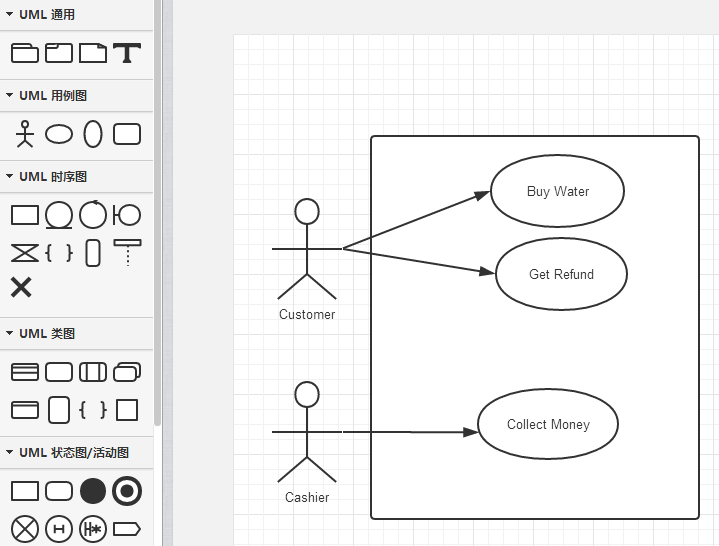 UML 通用
UML 用例图
UML 时序图
UML 类图
UML 状态图/活动图
Buy Water
Get Refund
Customer
Collect Money
Cashier